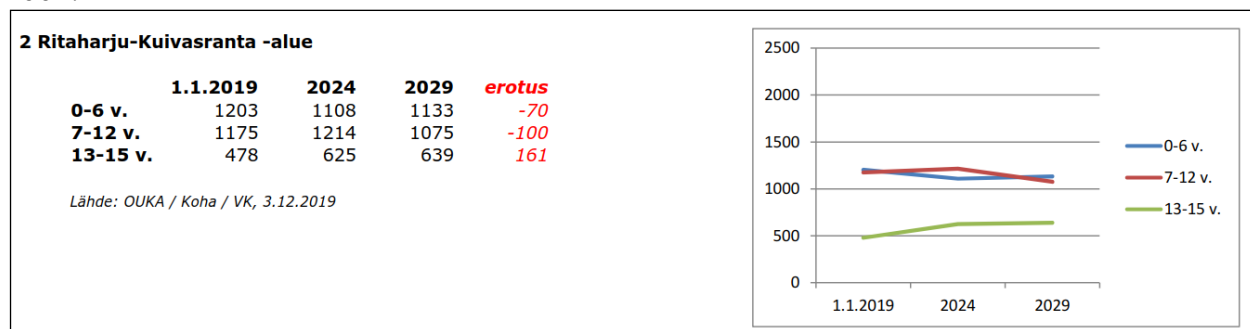 2 Ritaharju-Kuivasranta -alue
1.1.2019 2024 2029 erotus
0-6 v. 1203 1108 1133 -70
7-12 v. 1175 1214 1075 -100
13-15 v. 478 625 639 161
Lähde: OUKA / Koha / VK, 3.12.2019
2500
2000
1500
1000
500
0
1.1.2019 2024 2029
0-6 v.
7-12 v.
13-15 v.